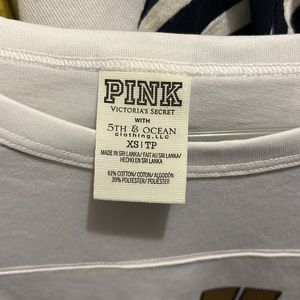 PINK
VICTORIA'S SECRET
WITH
5TH & OCEAN
clothing, LLC
XS | TP
MADE IN SRI LANKA / FAIT AU SRI LANKA /
HECHO EN SRI LANKA
61% COTTON / COTON / ALGODÓN
39% POLYESTER / POLIÉSTER